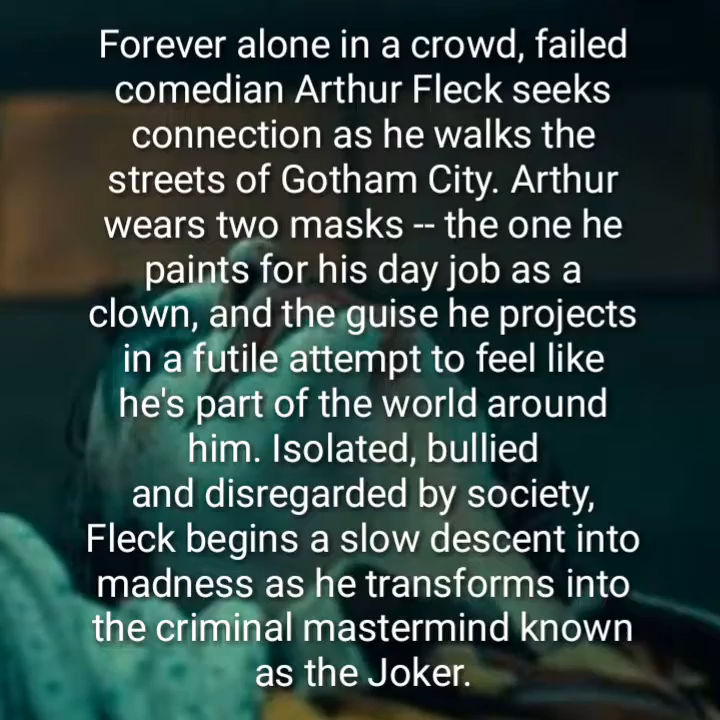 Forever alone in a crowd, failed
comedian Arthur Fleck seeks
connection as he walks the
streets of Gotham City. Arthur
wears two masks -- the one he
paints for his day job as a
clown, and the guise he projects
in a futile attempt to feel like
he's part of the world around
him. Isolated, bullied
and disregarded by society,
Fleck begins a slow descent into
madness as he transforms into
the criminal mastermind known
as the Joker.